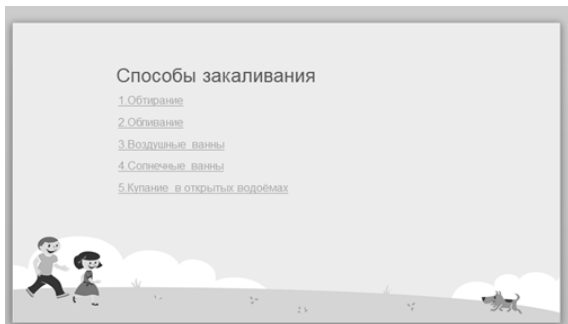 Способы закаливания
1.Обтирание
2.Обливание
3.Воздушные ванны
4.Солнечные ванны
5.Купание в открытых водоёмах